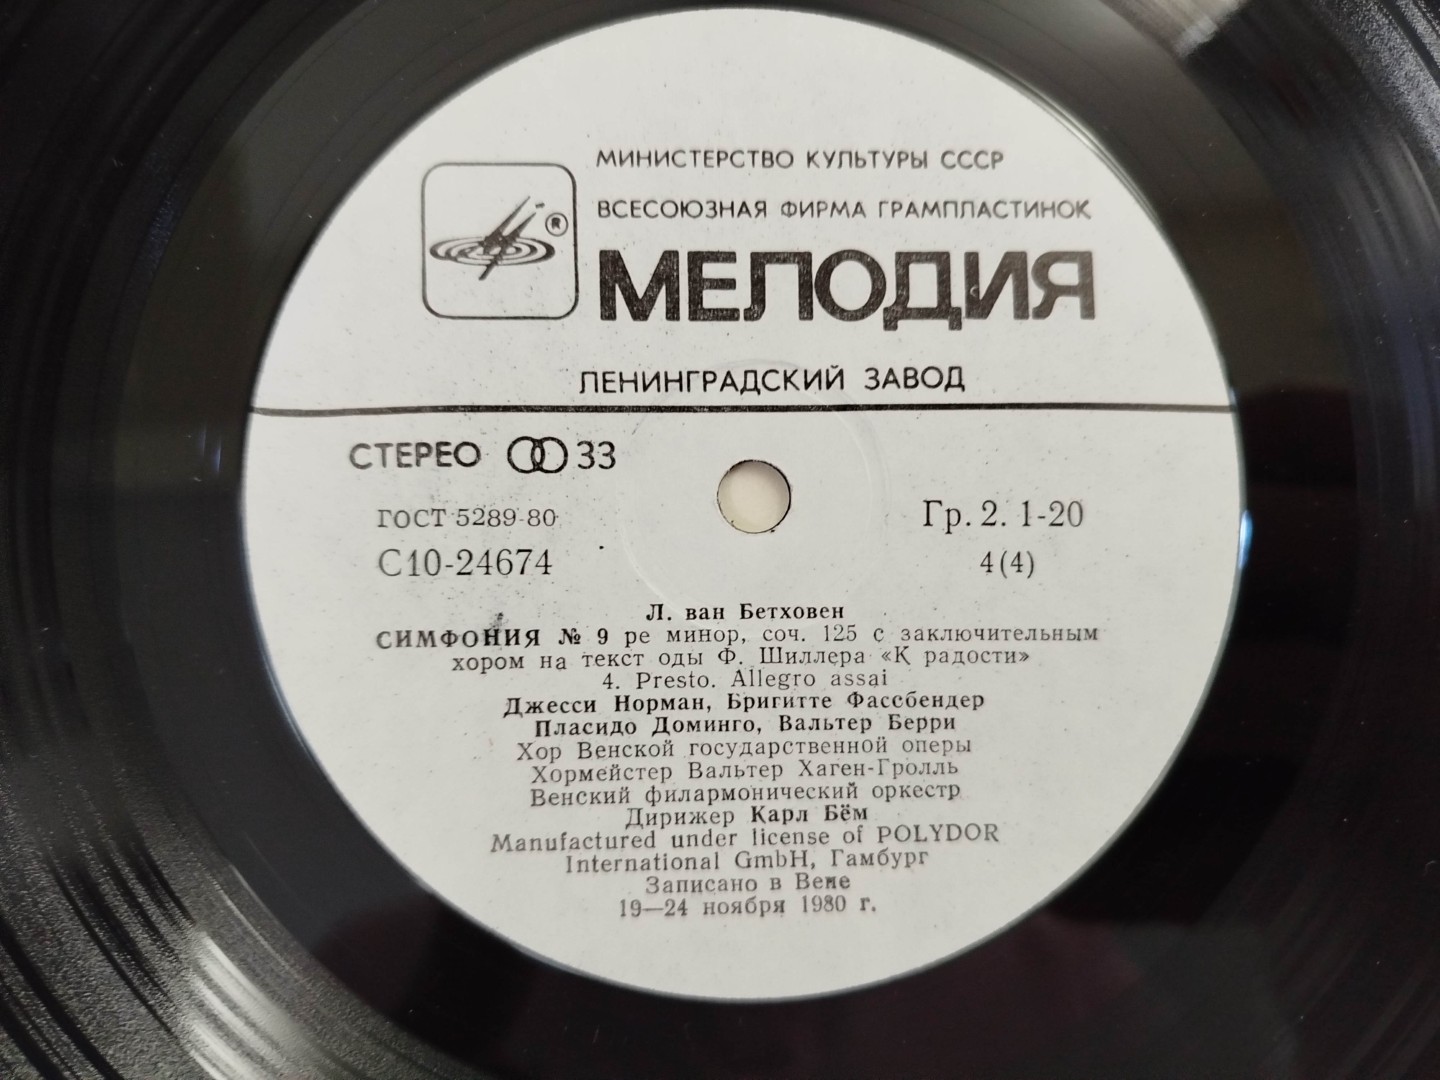 МИНИСТЕРСТВО КУЛЬТУРЫ СССР
ВСЕСОЮЗНАЯ ФИРМА ГРАМПЛАСТИНОК
®
МЕЛОДИЯ
ЛЕНИНГРАДСКИЙ ЗАВОД
СТЕРЕО 33
ГОСТ 5289-80
Гр. 2. 1-20
С10-24674
4(4)
Л. ван Бетховен
СИМФОНИЯ № 9 ре минор, соч. 125 с заключительным
хором на текст оды Ф. Шиллера «К радости»
4. Presto. Allegro assai
Джесси Норман, Бригитте Фассбендер
Пласидо Доминго, Вальтер Берри
Хор Венской государственной оперы
Хормейстер Вальтер Хаген-Гролль
Венский филармонический оркестр
Дирижер Карл Бём
Manufactured under license of POLYDOR
International GmbH, Гамбург
Записано в Вене
19—24 ноября 1980 г.